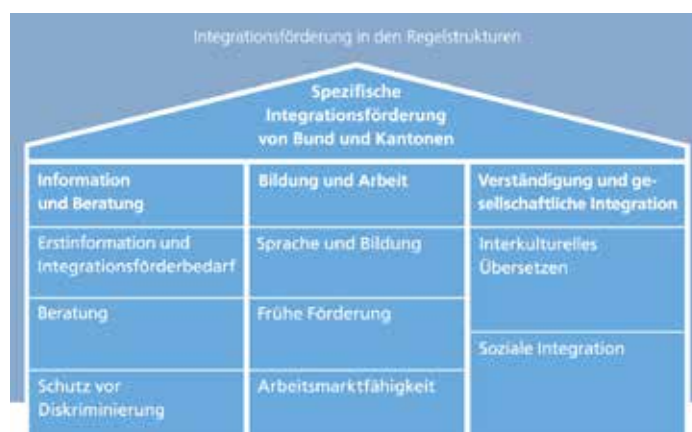 Integrationsförderung in den Regelstrukturen
Spezifische
Integrationsförderung
von Bund und Kantonen
Information
und Beratung
Erstinformation und
Integrationsförderbedarf
Beratung
Schutz vor
Diskriminierung
Bildung und Arbeit
Sprache und Bildung
Frühe Förderung
Arbeitsmarktfähigkeit
Verständigung und ge-
sellschaftliche Integration
Interkulturelles
Übersetzen
Soziale Integration